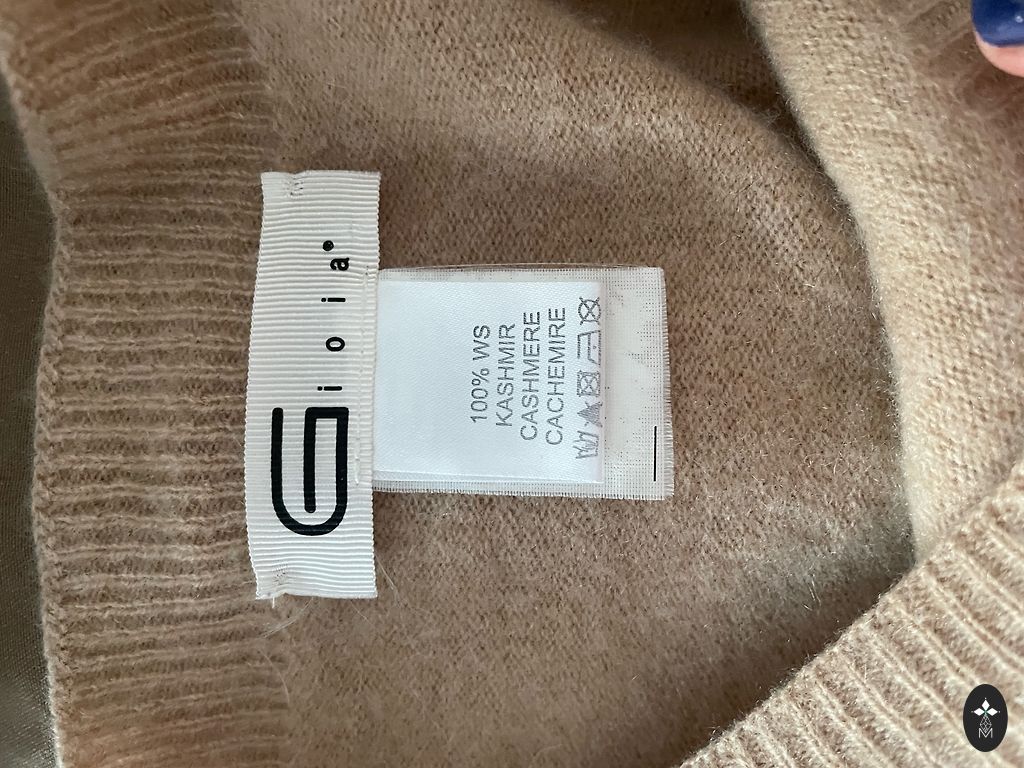 Gioia
100% WS
KASHMIR
CASHMERE
CACHEMIRE
M